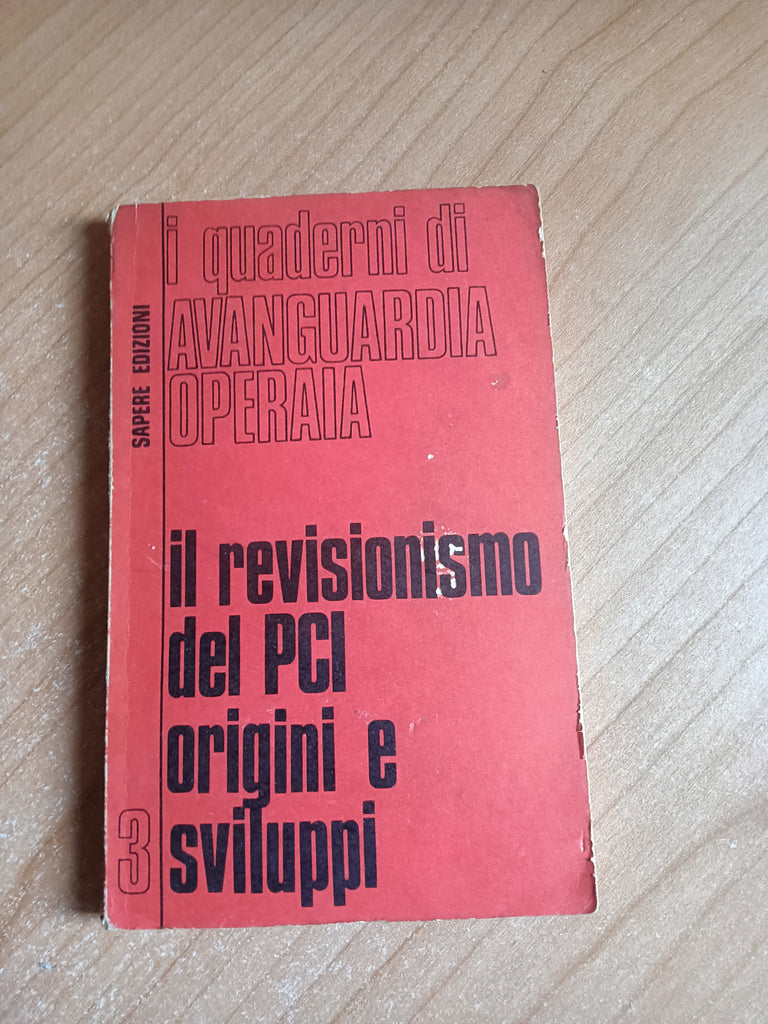 i quaderni di
AVANGUARDIA
OPERAIA
SAPERE EDIZIONI
il revisionismo
del PCI
origini e
sviluppi
3